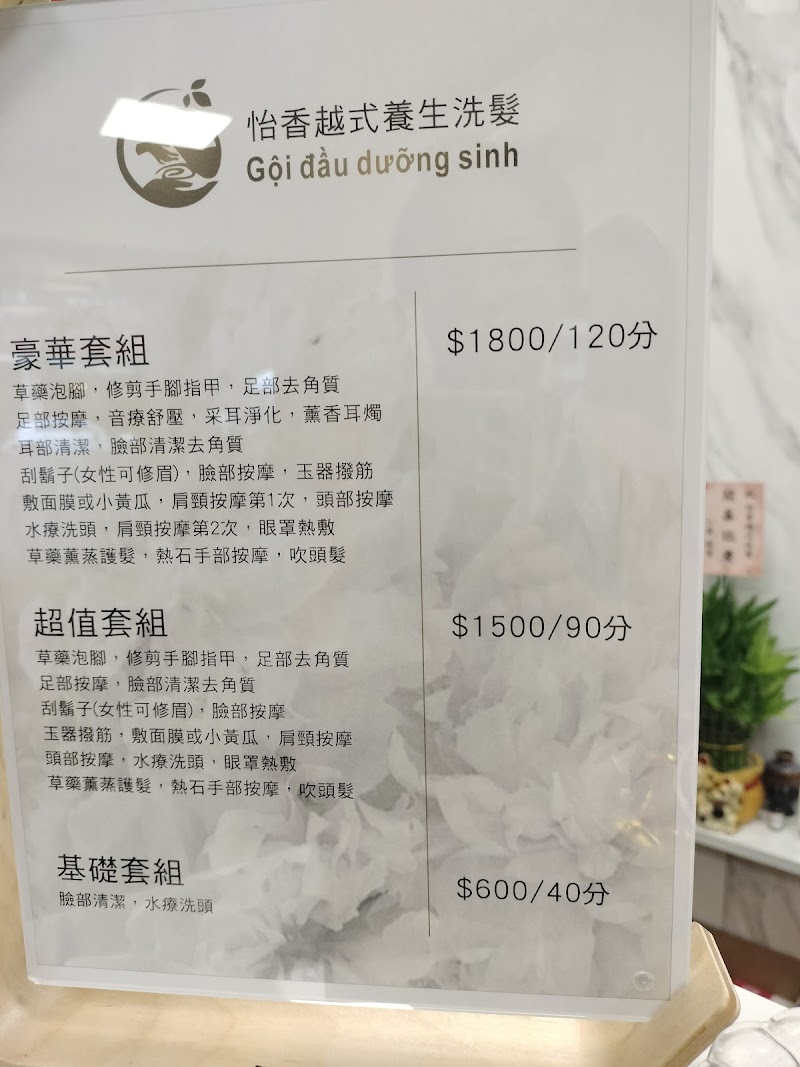 怡香越式養生洗髮
Gội đầu dưỡng sinh
豪華套組
$1800/120分
草藥泡腳，修剪手腳指甲，足部去角質
足部按摩，音療舒壓，采耳淨化，薰香耳燭
耳部清潔，臉部清潔去角質
刮鬍子(女性可修眉)，臉部按摩，玉器撥筋
敷面膜或小黃瓜，肩頸按摩第1次，頭部按摩
水療洗頭，肩頸按摩第2次，眼罩熱敷
草藥薰蒸護髮，熱石手部按摩，吹頭髮
超值套組
$1500/90分
草藥泡腳，修剪手腳指甲，足部去角質
足部按摩，臉部清潔去角質
刮鬍子(女性可修眉)，臉部按摩
玉器撥筋，敷面膜或小黃瓜，肩頸按摩
頭部按摩，水療洗頭，眼罩熱敷
草藥薰蒸護髮，熱石手部按摩，吹頭髮
基礎套組
$600/40分
臉部清潔，水療洗頭